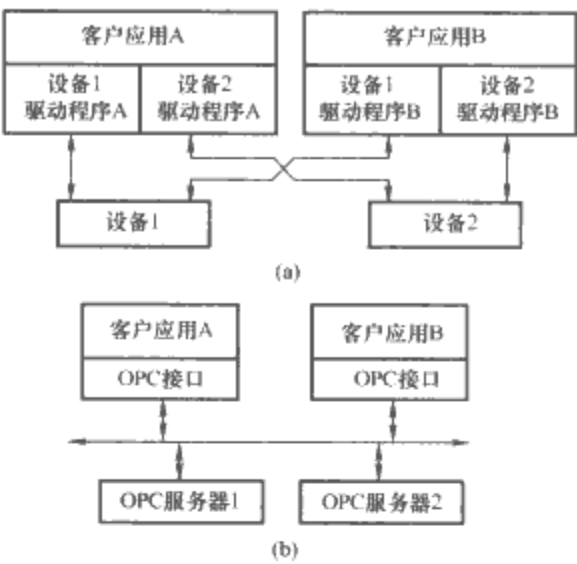 客户应用A
客户应用B
设备1
驱动程序A
设备2
驱动程序A
设备1
驱动程序B
设备2
驱动程序B
设备1
设备2
(a)
客户应用A
客户应用B
OPC接口
OPC接口
OPC服务器1
OPC服务器2
(b)